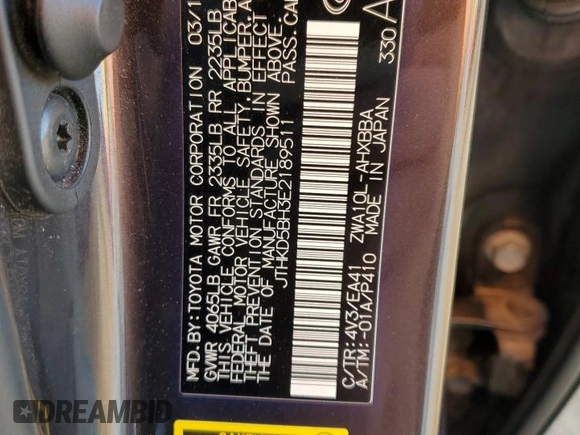 MFD.BY:TOYOTA MOTOR CORPORATION 03/1
GVWR 4065LB GAWR FR 2335LB RR 2235LB
THIS VEHICLE CONFORMS TO ALL APPLICAB
FEDERAL MOTOR VEHICLE SAFETY, BUMPER, A
THEFT PREVENTION STANDARDS IN EFFECT
THE DATE OF MANUFACTURE SHOWN ABOVE.
JTHKD5BH3E2189511 PASS.CA
C/TR:4V3/EA41 ZWA10L-AHXBBA
A/TM:-01A/P410 MADE IN JAPAN 330 A
DREAMBID